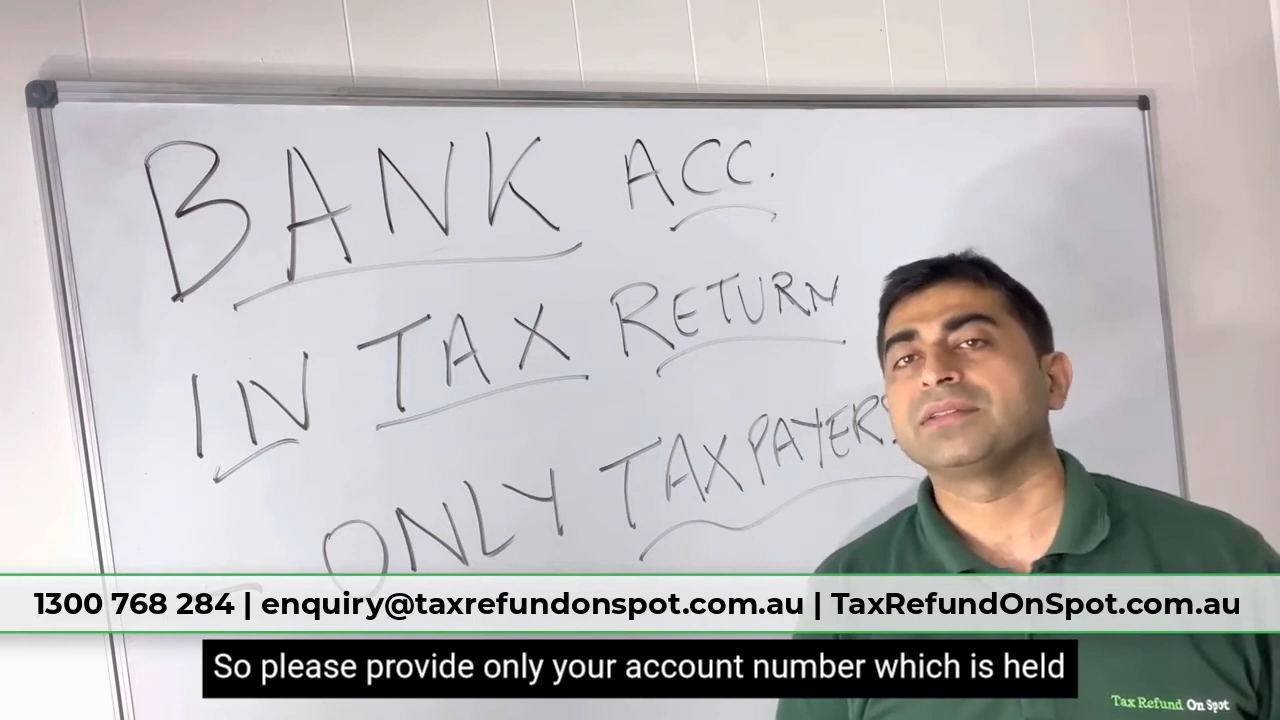 BANK ACC.
IN TAX RETURN
- ONLY TAXPAYERS
1300 768 284 | enquiry@taxrefundonspot.com.au | TaxRefundOnSpot.com.au
So please provide only your account number which is held
Tax Refund On Spot